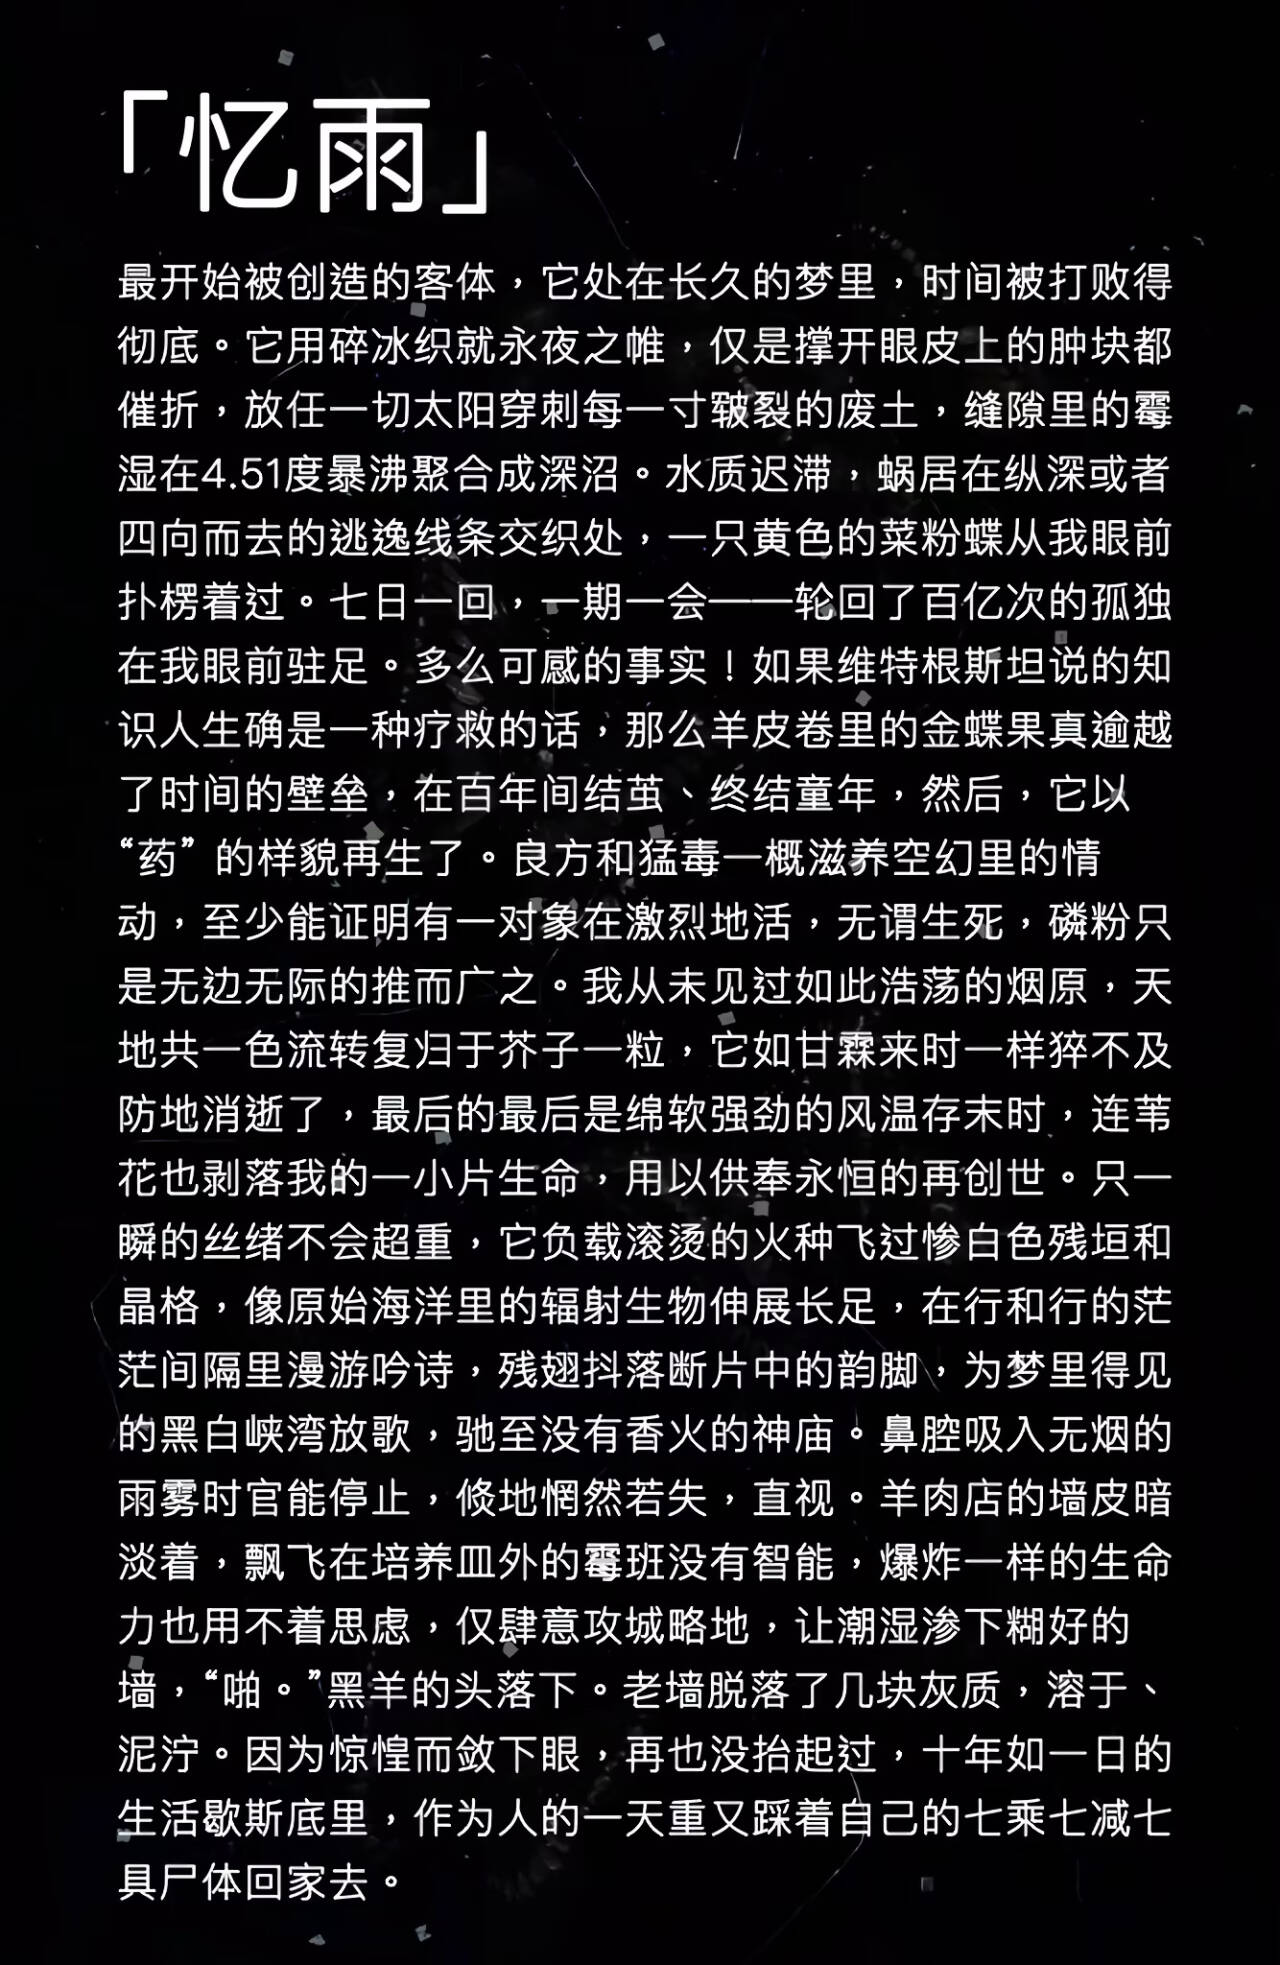 「忆雨」
最开始被创造的客体，它处在长久的梦里，时间被打败得
彻底。它用碎冰织就永夜之帷，仅是撑开眼皮上的肿块都
催折，放任一切太阳穿刺每一寸皲裂的废土，缝隙里的霉
湿在4.51度暴沸聚合成深沼。水质迟滞，蜗居在纵深或者
四向而去的逃逸线条交织处，一只黄色的菜粉蝶从我眼前
扑楞着过。七日一回，一期一会——轮回了百亿次的孤独
在我眼前驻足。多么可感的事实！如果维特根斯坦说的知
识人生确是一种疗救的话，那么羊皮卷里的金蝶果真逾越
了时间的壁垒，在百年间结茧、终结童年，然后，它以
“药” 的样貌再生了。良方和猛毒一概滋养空幻里的情
动，至少能证明有一对象在激烈地活，无谓生死，磷粉只
是无边无际的推而广之。我从未见过如此浩荡的烟原，天
地共一色流转复归于芥子一粒，它如甘霖来时一样猝不及
防地消逝了，最后的最后是绵软强劲的风温存末时，连苇
花也剥落我的一小片生命，用以供奉永恒的再创世。只一
瞬的丝绪不会超重，它负载滚烫的火种飞过惨白色残垣和
晶格，像原始海洋里的辐射生物伸展长足，在行和行的茫
茫间隔里漫游吟诗，残翅抖落断片中的韵脚，为梦里得见
的黑白峡湾放歌，驰至没有香火的神庙。鼻腔吸入无烟的
雨雾时官能停止，倏地惘然若失，直视。羊肉店的墙皮暗
淡着，飘飞在培养皿外的霉班没有智能，爆炸一样的生命
力也用不着思虑，仅肆意攻城略地，让潮湿渗下糊好的
墙，“啪。”黑羊的头落下。老墙脱落了几块灰质，溶于、
泥泞。因为惊惶而敛下眼，再也没抬起过，十年如一日的
生活歇斯底里，作为人的一天重又踩着自己的七乘七减七
具尸体回家去。